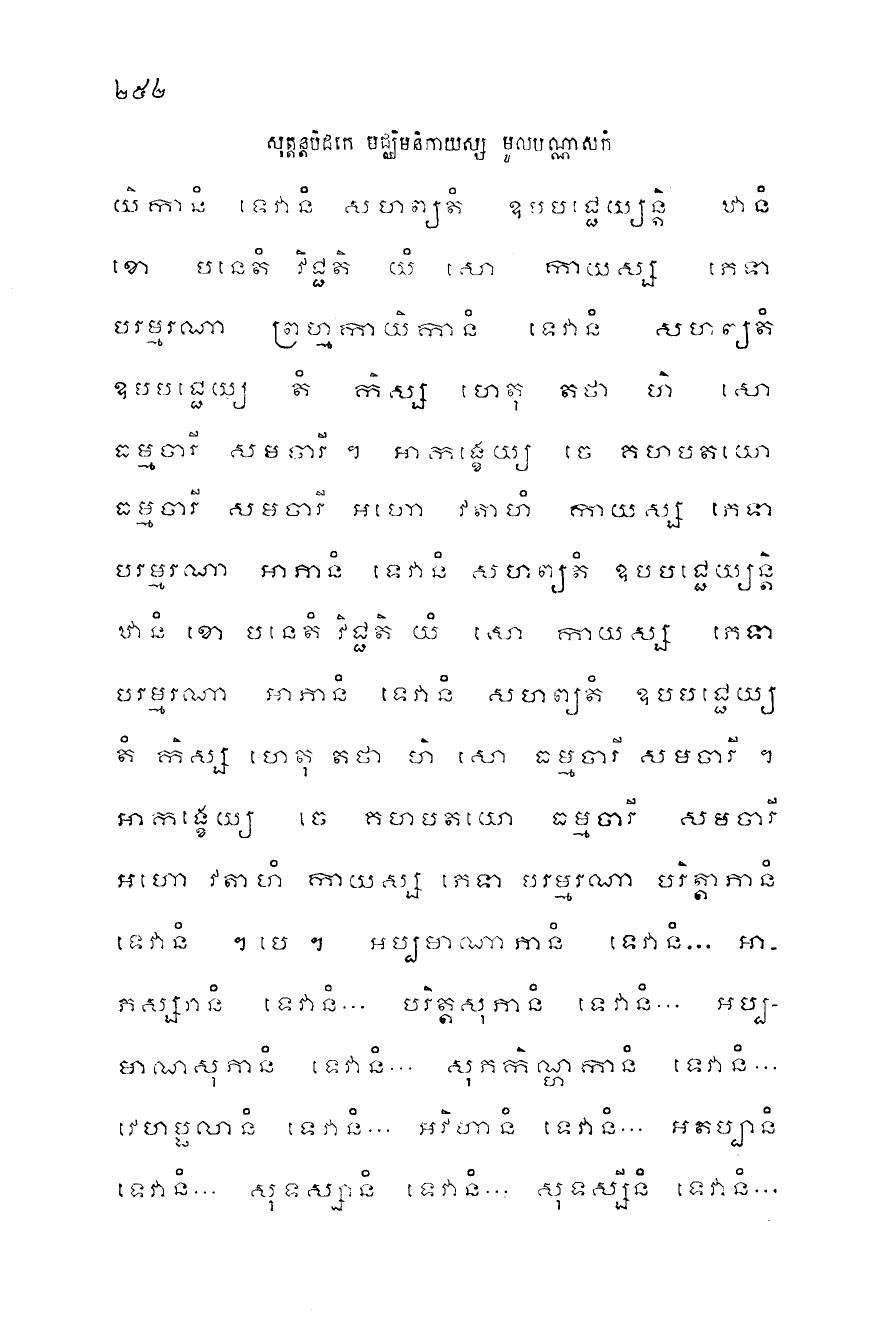 ២៥២
សុត្តន្តបិដកេ មជ្ឈិមនិកាយស្ស មូលបណ្ណាសកំ
យិកានំ ទេវានំ សហព្យតំ ឧបបជ្ជេយ្យន្តិ ឋានំ
ខោ បនេតំ វិជ្ជតិ យំ សោ កាយស្ស ភេទា
បរម្មរណា ព្រហ្មកាយិកានំ ទេវានំ សហព្យតំ
ឧបបជ្ជេយ្យ តំ កិស្ស ហេតុ តថា ហិ សោ
ធម្មចារី សមចារី ។ អាកង្ខេយ្យ ចេ គហបតយោ
ធម្មចារី សមចារី អហោ វតាហំ កាយស្ស ភេទា
បរម្មរណា អាភានំ ទេវានំ សហព្យតំ ឧបបជ្ជេយ្យន្តិ
ឋានំ ខោ បនេតំ វិជ្ជតិ យំ សោ កាយស្ស ភេទា
បរម្មរណា អាភានំ ទេវានំ សហព្យតំ ឧបបជ្ជេយ្យ
តំ កិស្ស ហេតុ តថា ហិ សោ ធម្មចារី សមចារី ។
អាកង្ខេយ្យ ចេ គហបតយោ ធម្មចារី សមចារី
អហោ វតាហំ កាយស្ស ភេទា បរម្មរណា បរិត្តាភានំ
ទេវានំ ។ បេ ។ អប្បមាណាភានំ ទេវានំ... អា-
ភស្សរានំ ទេវានំ... បរិត្តសុភានំ ទេវានំ... អប្ប-
មាណសុភានំ ទេវានំ... សុភកិណ្ហកានំ ទេវានំ...
វេហប្ផលានំ ទេវានំ... អវិហានំ ទេវានំ... អតប្បានំ
ទេវានំ... សុទស្សានំ ទេវានំ... សុទស្សីនំ ទេវានំ...